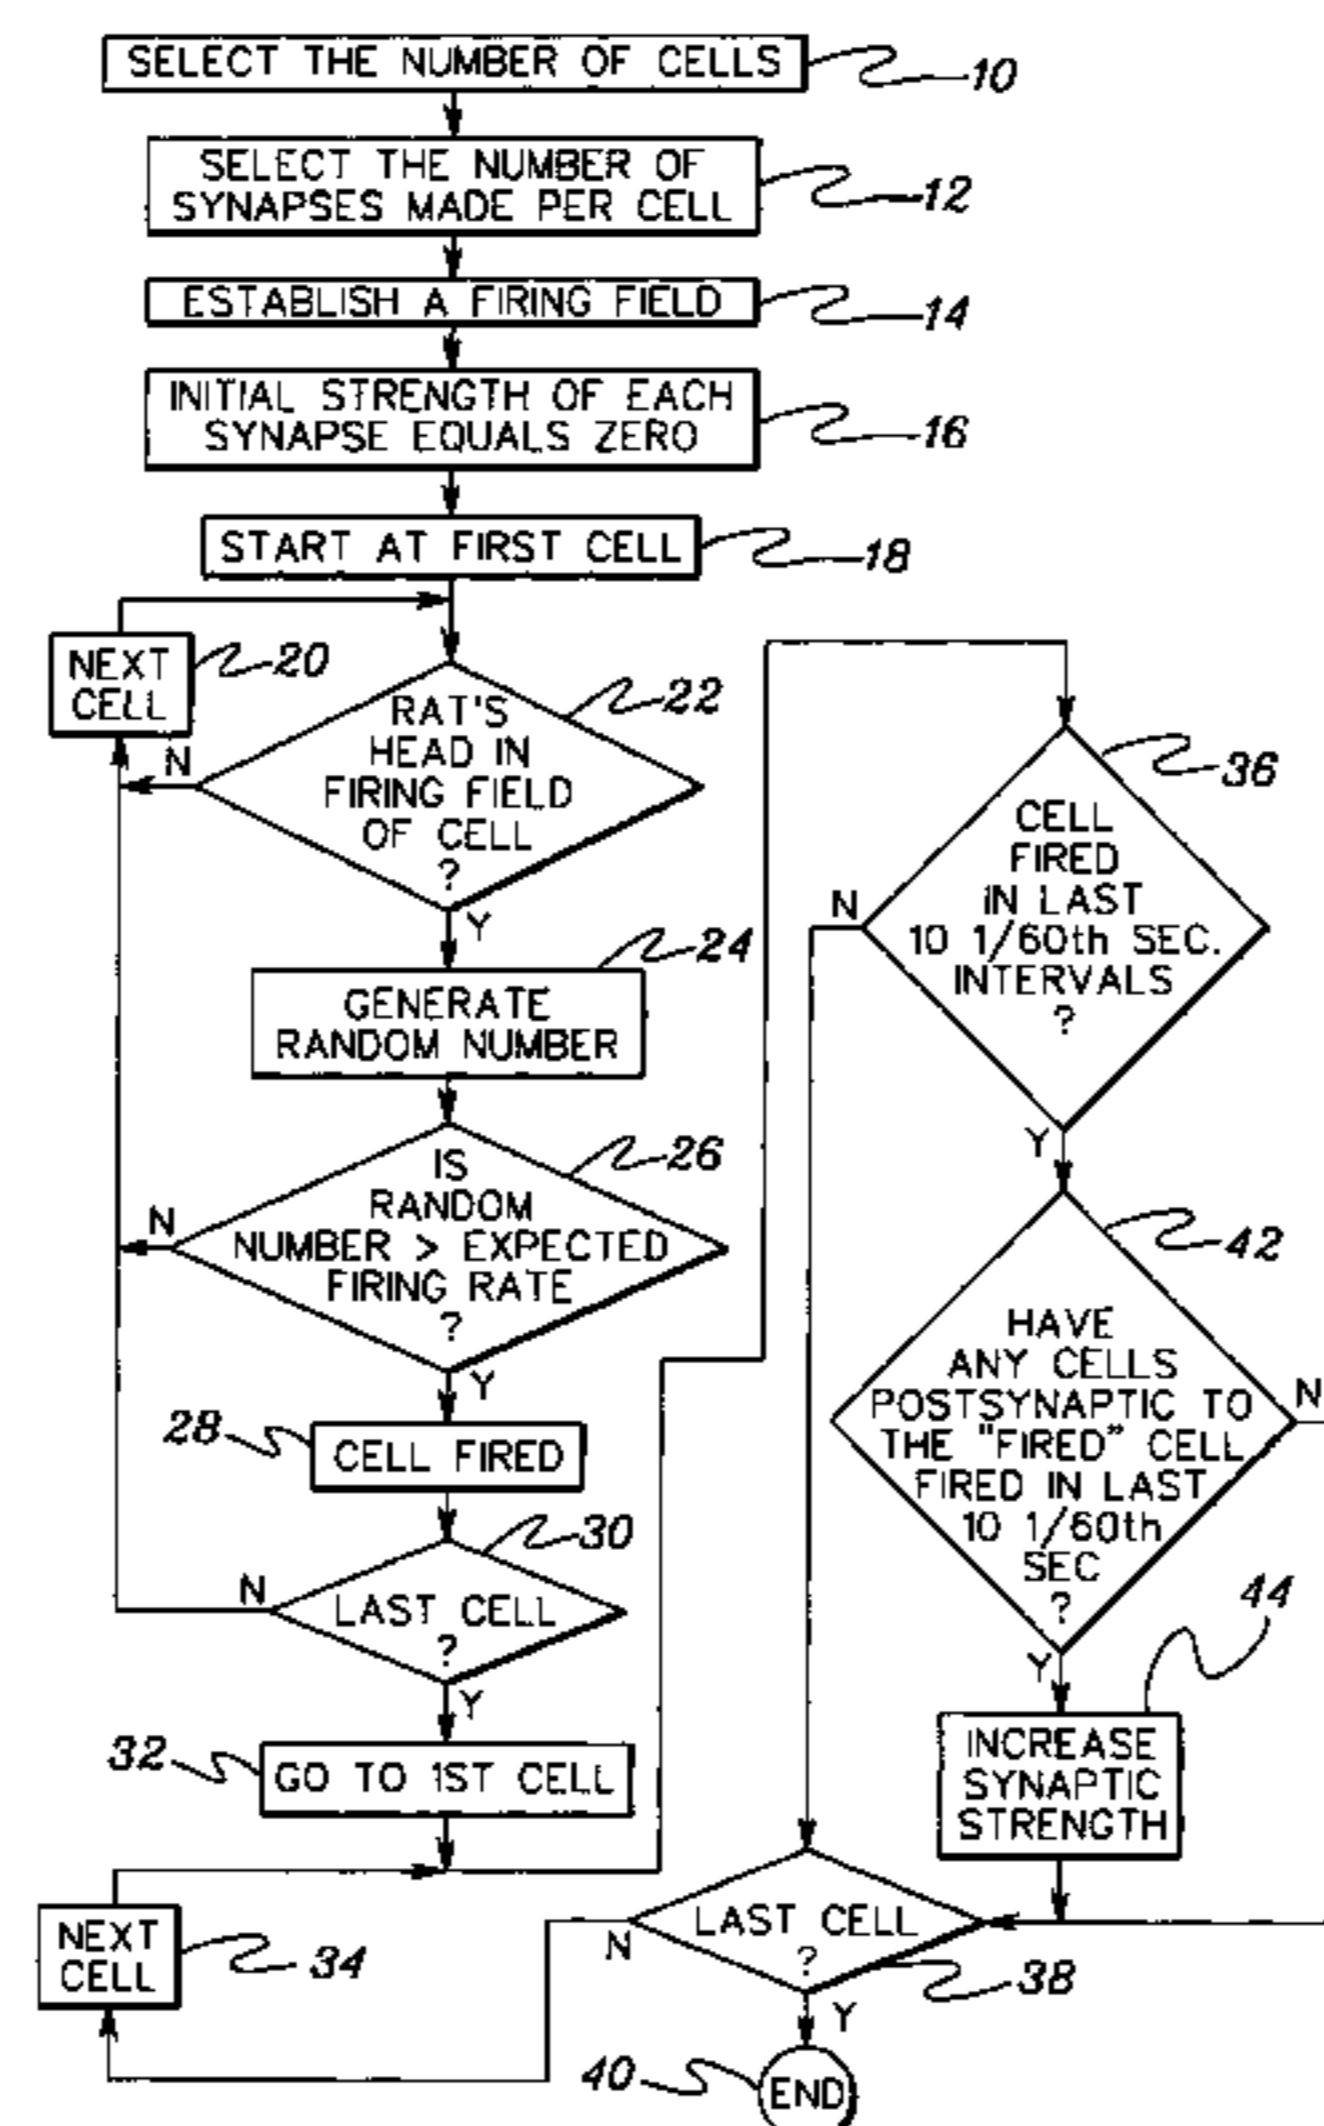 SELECT THE NUMBER OF CELLS
10
SELECT THE NUMBER OF
SYNAPSES MADE PER CELL
12
ESTABLISH A FIRING FIELD
14
INITIAL STRENGTH OF EACH
SYNAPSE EQUALS ZERO
16
START AT FIRST CELL
18
NEXT
CELL
20
RAT'S
HEAD IN
FIRING FIELD
OF CELL
?
22
N
Y
GENERATE
RANDOM NUMBER
24
IS
RANDOM
NUMBER > EXPECTED
FIRING RATE
?
26
N
Y
28
CELL FIRED
30
LAST CELL
?
N
Y
32
GO TO 1ST CELL
NEXT
CELL
34
36
CELL
FIRED
IN LAST
10 1/60th SEC.
INTERVALS
?
N
Y
42
HAVE
ANY CELLS
POSTSYNAPTIC TO
THE "FIRED" CELL
FIRED IN LAST
10 1/60th
SEC
?
N
Y
44
INCREASE
SYNAPTIC
STRENGTH
LAST CELL
?
N
38
Y
40
END